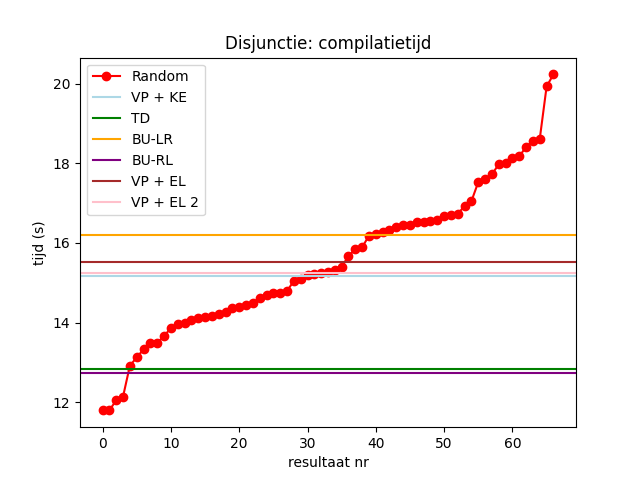 Disjunctie: compilatietijd
Random
VP + KE
TD
BU-LR
BU-RL
VP + EL
VP + EL 2
tijd (s)
20
18
16
14
12
0 10 20 30 40 50 60
resultaat nr